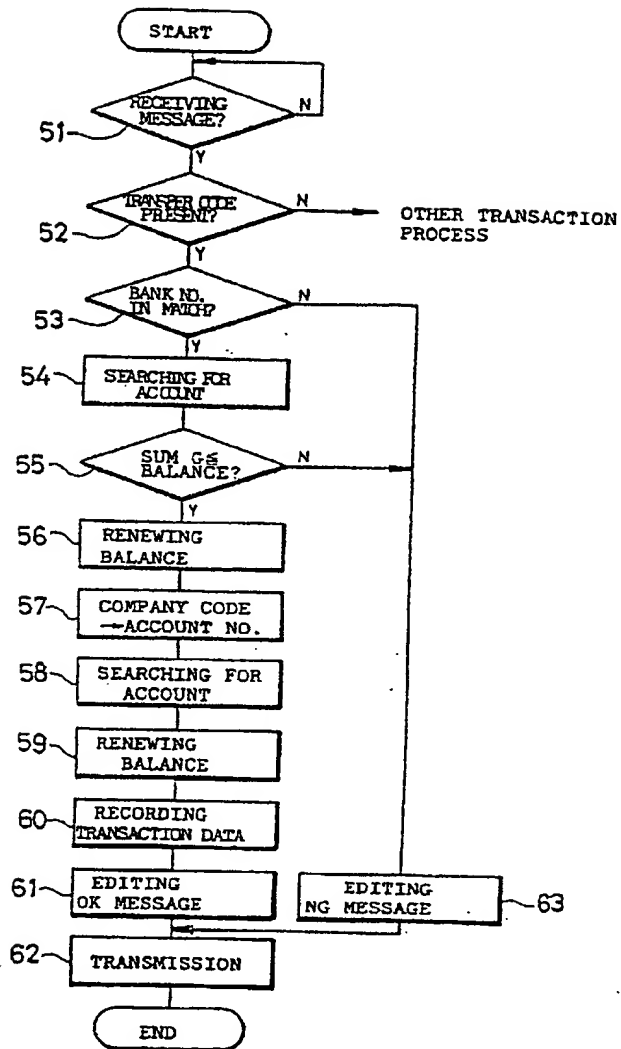 START
RECEIVING
MESSAGE?
N
51
Y
TRANSFER CODE
PRESENT?
N
OTHER TRANSACTION
PROCESS
52
Y
BANK NO.
IN MATCH?
N
53
Y
54
SEARCHING FOR
ACCOUNT
SUM G≦
BALANCE?
N
55
Y
56
RENEWING
BALANCE
57
COMPANY CODE
→ACCOUNT NO.
58
SEARCHING FOR
ACCOUNT
59
RENEWING
BALANCE
60
RECORDING
TRANSACTION DATA
61
EDITING
OK MESSAGE
EDITING
NG MESSAGE
63
62
TRANSMISSION
END